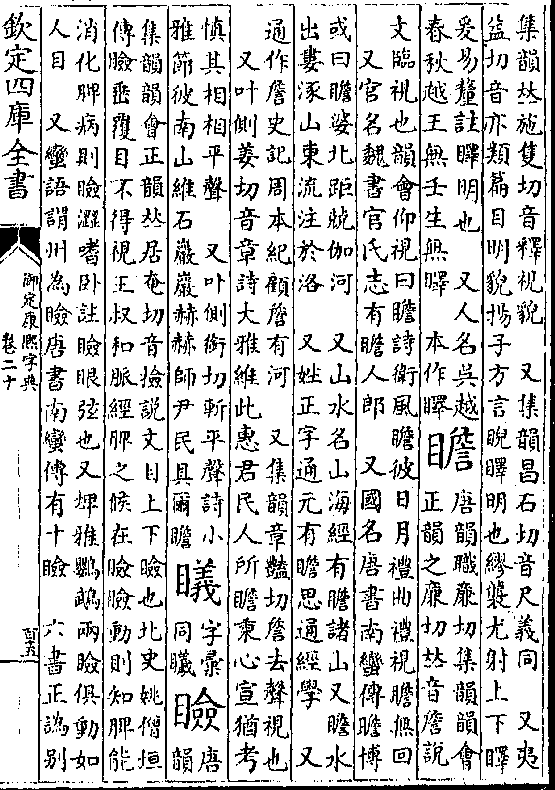 集韻𠀤施隻切音釋視貌　又集韻昌石切音尺義同　又夷
益切音亦類篇目明貌揚子方言睨睪明也繆襲尤射上下睪
爰易釐註睪明也　又人名吳越
春秋越王無壬生無睪　本作睪
瞻
唐韻職廉切集韻韻會
正韻之廉切𠀤音詹說
文臨視也韻會仰視曰瞻詩衛風瞻彼日月禮曲禮視瞻無回
又官名魏書官氏志有瞻人郎　又國名唐書南蠻傳瞻博
或曰瞻婆北距兢伽河　又山水名山海經有瞻諸山又瞻水
出婁涿山東流注於洛　又姓正字通元有瞻思通經學　又
通作詹史記周本紀顧詹有河　又集韻章豔切詹去聲視也
又叶側姜切音章詩大雅維此惠君民人所瞻秉心宣猶考
慎其相相平聲　又叶側銜切斬平聲詩小
雅節彼南山維石巖巖赫赫師尹民具爾瞻
𥊙
字彙
同曦
瞼
唐
韻
集韻韻會正韻𠀤居奄切音撿說文目上下瞼也北史姚僧垣
傳瞼垂覆目不得視王叔和脈經脾之候在瞼瞼動則知脾能
消化脾病則瞼澀嗜卧註瞼眼弦也又埤雅鸚鵡兩瞼俱動如
人目　又蠻語謂州為瞼唐書南蠻傳有十瞼　六書正譌別
欽定四庫全書
御定康熙字典
卷二十
百十五